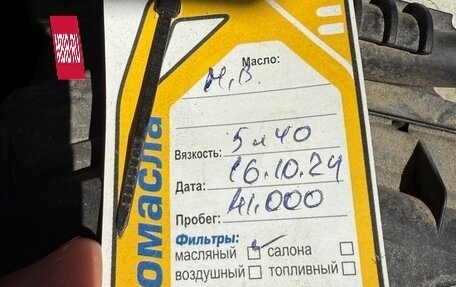 Масло:
М.В.
Вязкость: 5w40
Дата: 16.10.24
Пробег: 41.000
Фильтры:
масляный ✓ салона
воздушный топливный
омасла